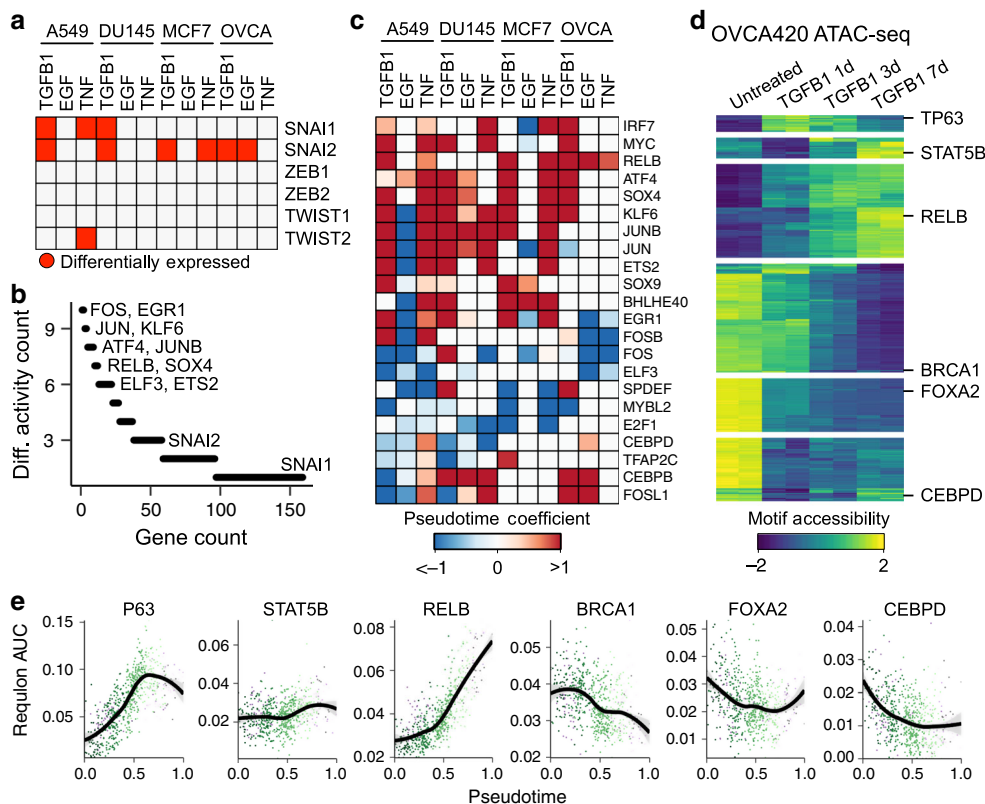 a
A549 DU145 MCF7 OVCA
TGFB1 EGF TNF TGFB1 EGF TNF TGFB1 EGF TNF TGFB1 EGF TNF
SNAI1
SNAI2
ZEB1
ZEB2
TWIST1
TWIST2
Differentially expressed
b
Diff. activity count
9
6
3
FOS, EGR1
JUN, KLF6
ATF4, JUNB
RELB, SOX4
ELF3, ETS2
SNAI2
SNAI1
0 50 100 150
Gene count
c
A549 DU145 MCF7 OVCA
TGFB1 EGF TNF TGFB1 EGF TNF TGFB1 EGF TNF TGFB1 EGF TNF
IRF7
MYC
RELB
ATF4
SOX4
KLF6
JUNB
JUN
ETS2
SOX9
BHLHE40
EGR1
FOSB
FOS
ELF3
SPDEF
MYBL2
E2F1
CEBPD
TFAP2C
CEBPB
FOSL1
Pseudotime coefficient
<–1 0 >1
d
OVCA420 ATAC-seq
Untreated TGFB1 1d TGFB1 3d TGFB1 7d
TP63
STAT5B
RELB
BRCA1
FOXA2
CEBPD
Motif accessibility
–2 2
e
Requlon AUC
P63
0.10
0.05
0.0 0.5 1.0
STAT5B
0.06
0.04
0.02
0.0 0.5 1.0
RELB
0.08
0.06
0.04
0.02
0.0 0.5 1.0
BRCA1
0.05
0.04
0.03
0.02
0.0 0.5 1.0
FOXA2
0.05
0.04
0.03
0.02
0.01
0.0 0.5 1.0
CEBPD
0.04
0.03
0.02
0.01
0.00
0.0 0.5 1.0
Pseudotime